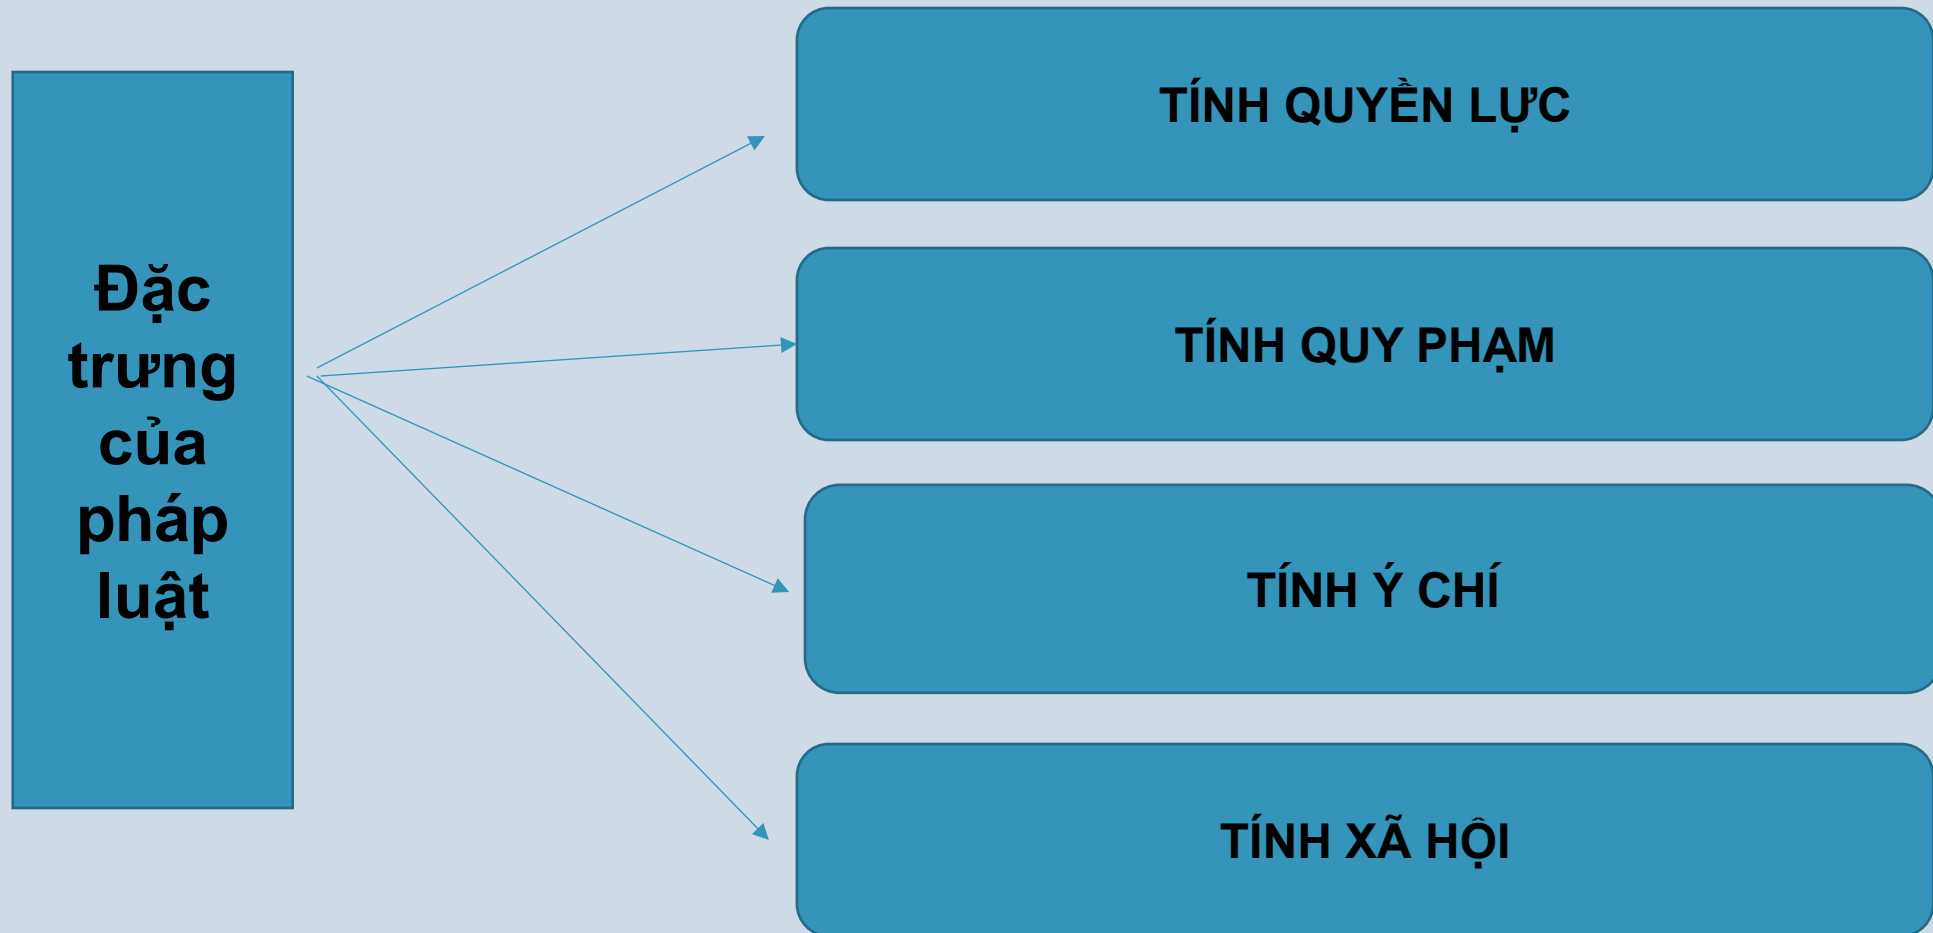 Đặc
trưng
của
pháp
luật
TÍNH QUYỀN LỰC
TÍNH QUY PHẠM
TÍNH Ý CHÍ
TÍNH XÃ HỘI